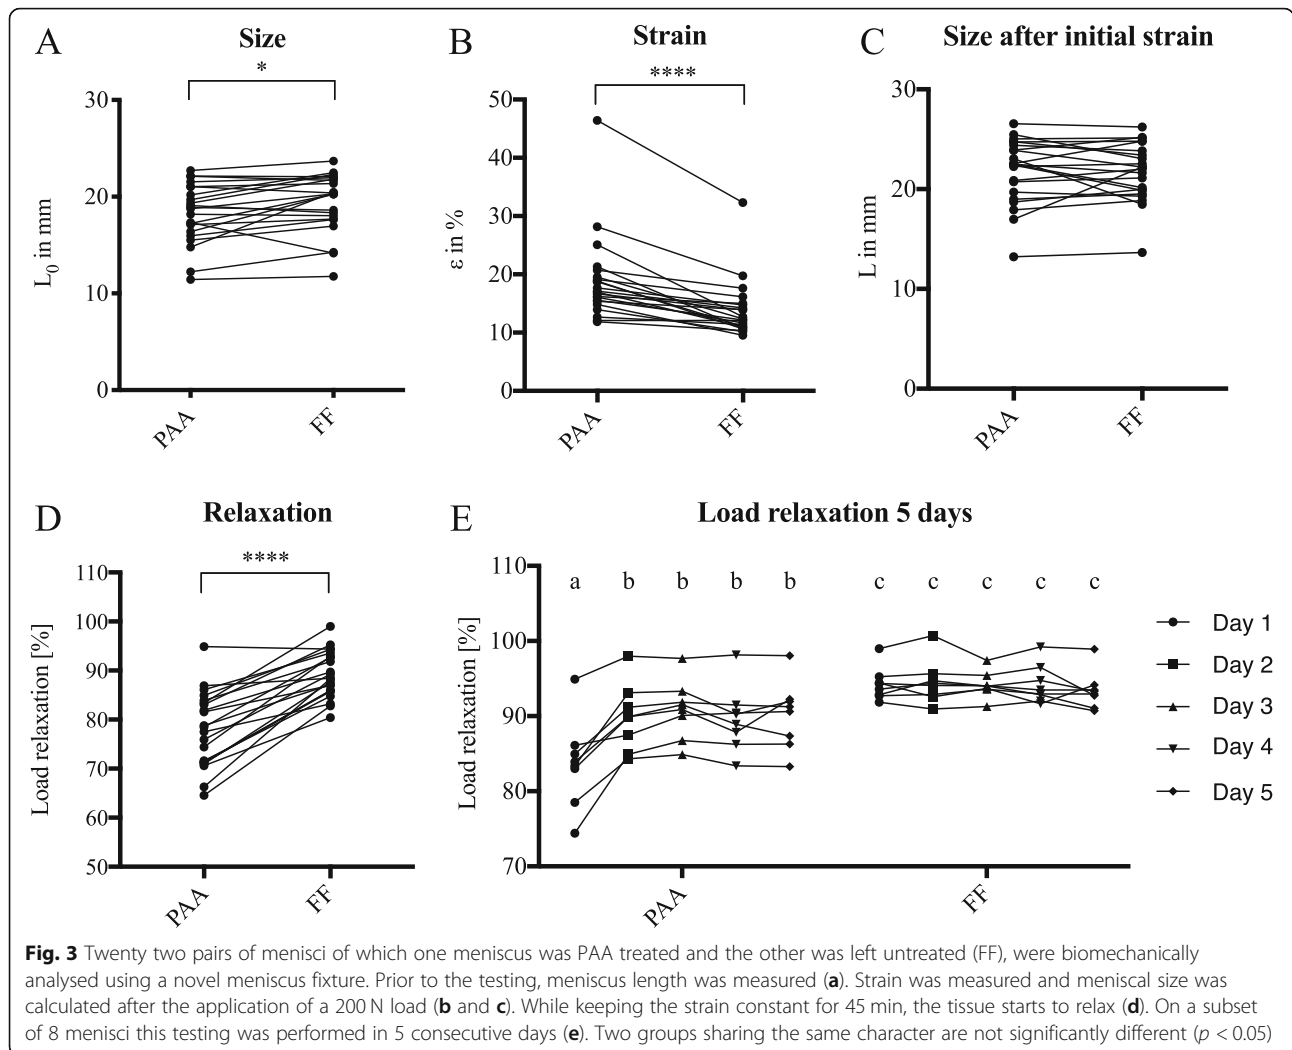 A
Size
*
30
20
10
0
L0 in mm
PAA
FF
B
Strain
****
50
40
30
20
10
0
ε in %
PAA
FF
C
Size after initial strain
30
20
10
0
L in mm
PAA
FF
D
Relaxation
****
110
100
90
80
70
60
50
Load relaxation [%]
PAA
FF
E
Load relaxation 5 days
110
100
90
80
70
Load relaxation [%]
a b b b b c c c c c
PAA
FF
Day 1
Day 2
Day 3
Day 4
Day 5
Fig. 3 Twenty two pairs of menisci of which one meniscus was PAA treated and the other was left untreated (FF), were biomechanically
analysed using a novel meniscus fixture. Prior to the testing, meniscus length was measured (a). Strain was measured and meniscal size was
calculated after the application of a 200 N load (b and c). While keeping the strain constant for 45 min, the tissue starts to relax (d). On a subset
of 8 menisci this testing was performed in 5 consecutive days (e). Two groups sharing the same character are not significantly different (p < 0.05)